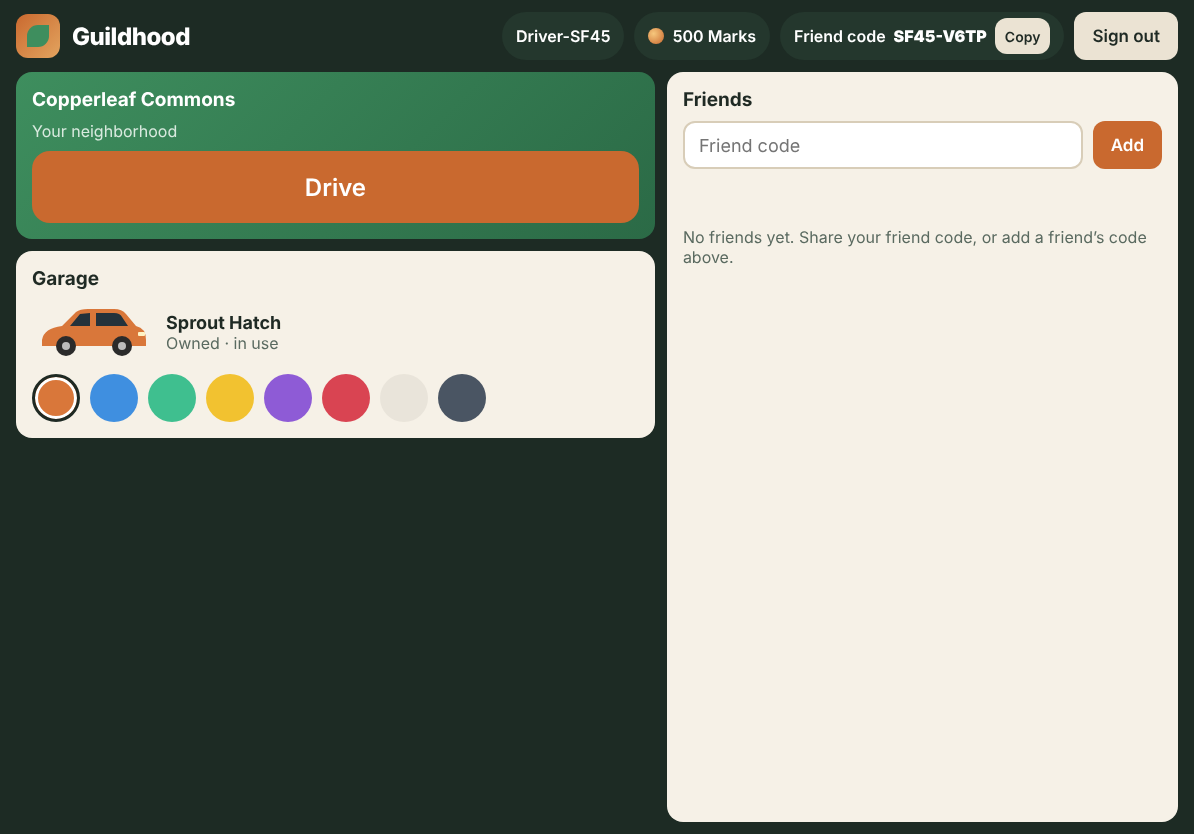 Guildhood
Driver-SF45
500 Marks
Friend code SF45-V6TP
Copy
Sign out
Copperleaf Commons
Your neighborhood
Drive
Garage
Sprout Hatch
Owned · in use
Friends
Friend code
Add
No friends yet. Share your friend code, or add a friend’s code
above.